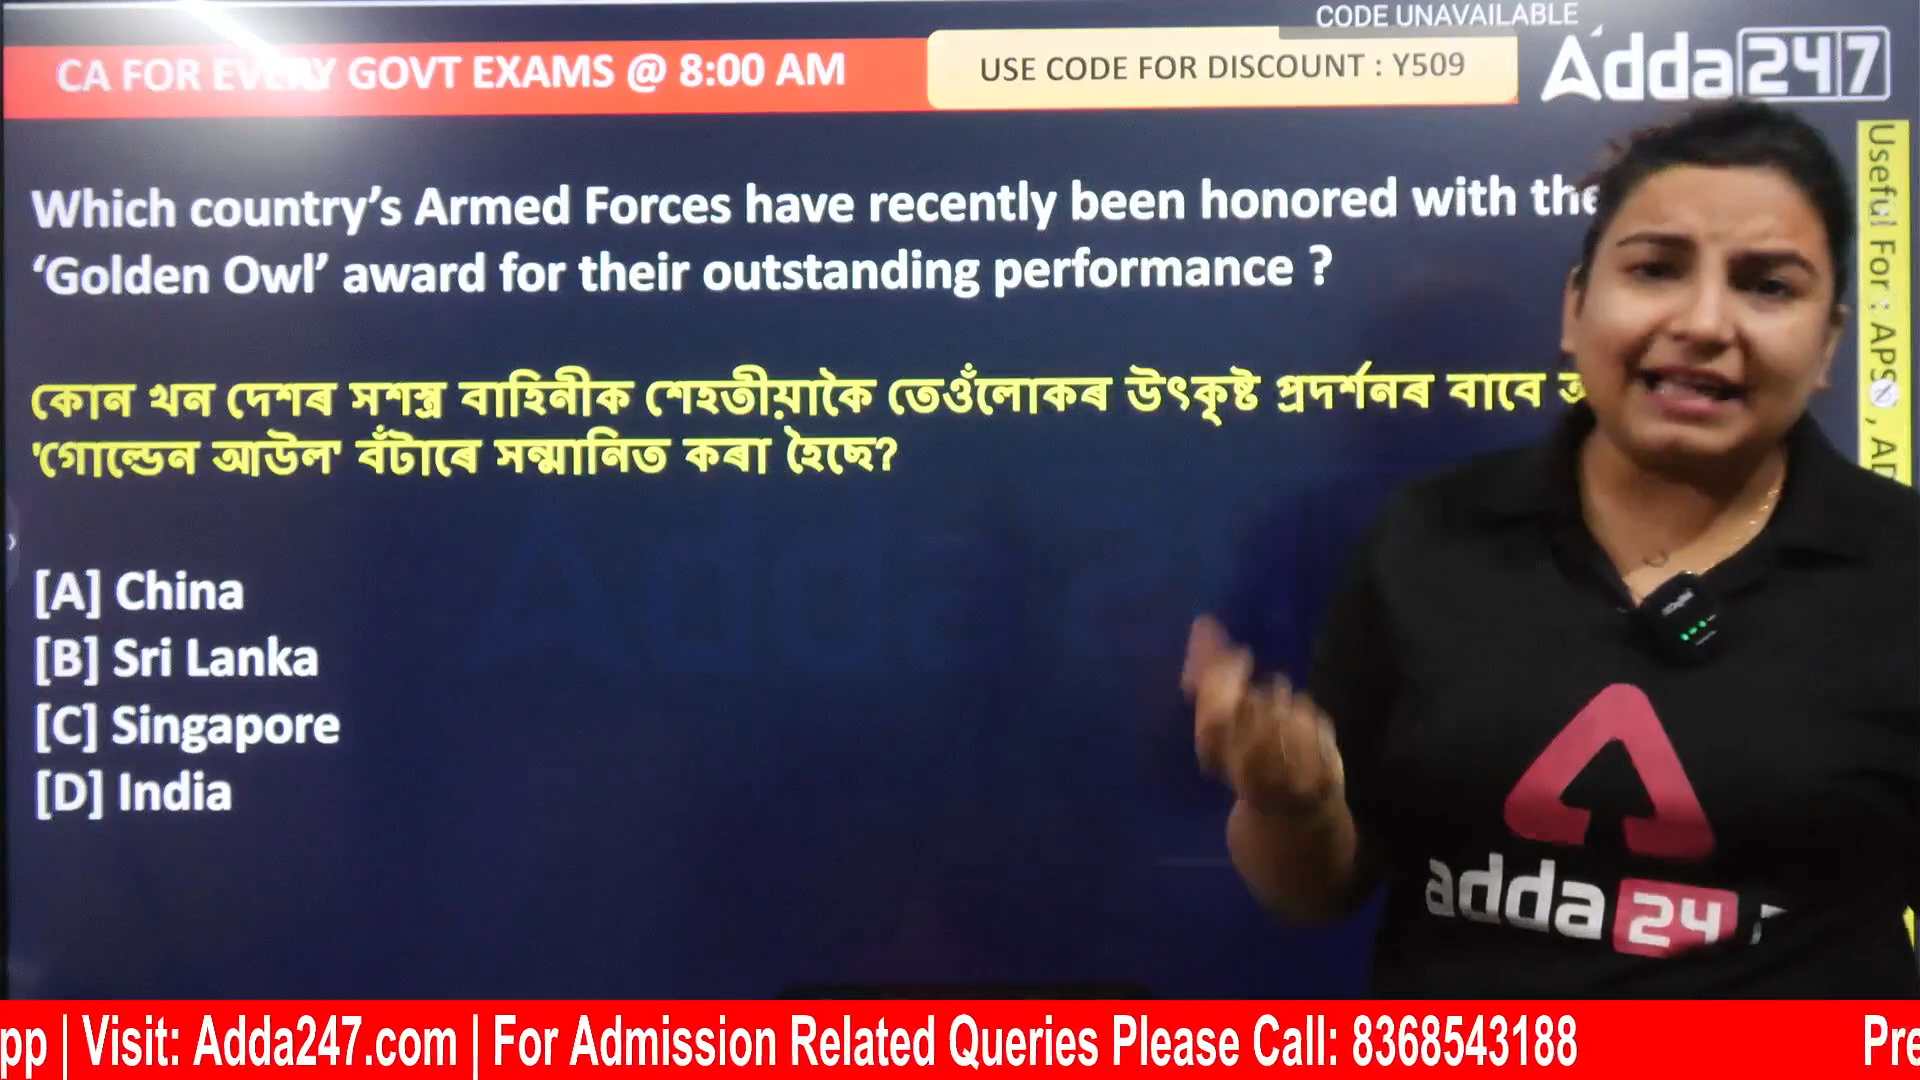 CODE UNAVAILABLE
CA FOR EVERY GOVT EXAMS @ 8:00 AM
USE CODE FOR DISCOUNT : Y509
Adda247
Useful For : APS
Which country’s Armed Forces have recently been honored with the
‘Golden Owl’ award for their outstanding performance ?
কোন খন দেশৰ সশস্ত্ৰ বাহিনীক শেহতীয়াকৈ তেওঁলোকৰ উৎকৃষ্ট প্ৰদৰ্শনৰ বাবে
'গোল্ডেন আউল' বঁটাৰে সন্মানিত কৰা হৈছে?
[A] China
[B] Sri Lanka
[C] Singapore
[D] India
adda24
pp | Visit: Adda247.com | For Admission Related Queries Please Call: 8368543188